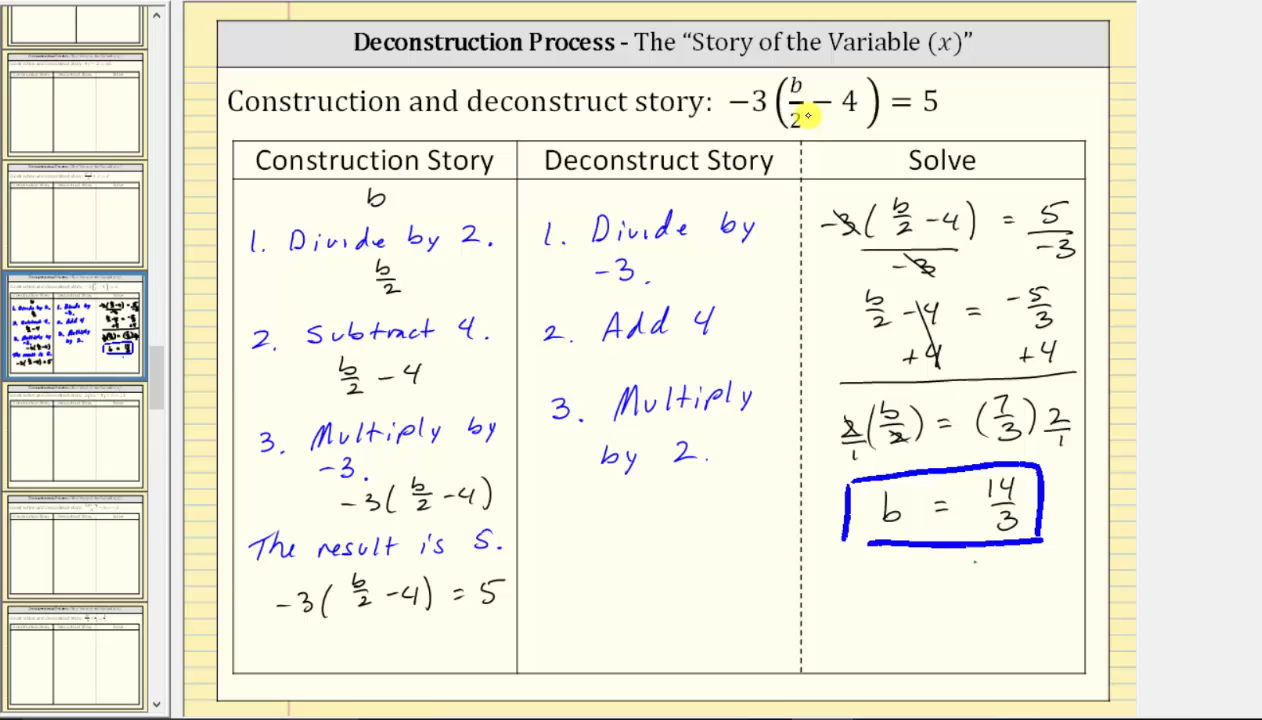 Deconstruction Process - The “Story of the Variable (x)”
Construction and deconstruct story: −3(b/2 − 4) = 5
Construction Story
b
1. Divide by 2.
b/2
2. Subtract 4.
b/2 − 4
3. Multiply by
−3.
−3(b/2 − 4)
The result is 5.
−3(b/2 − 4) = 5
Deconstruct Story
1. Divide by
−3.
2. Add 4
3. Multiply
by 2.
Solve
−3(b/2 − 4)/−3 = 5/−3
b/2 − 4 = −5/3
+4 +4
2/1(b/2) = (7/3)2/1
b = 14/3